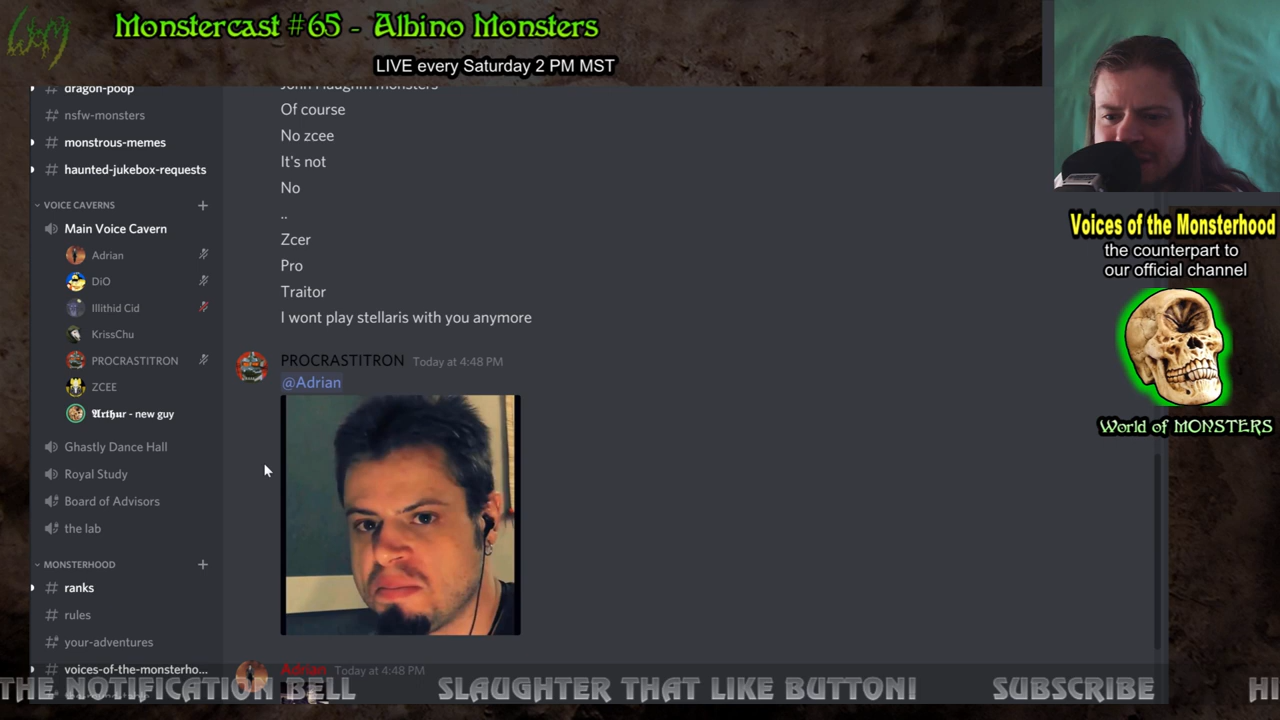 Monstercast #65 - Albino Monsters
LIVE every Saturday 2 PM MST
dragon-poop
# nsfw-monsters
# monstrous-memes
# haunted-jukebox-requests
VOICE CAVERNS +
Main Voice Cavern
Adrian
DiO
Illithid Cid
KrissChu
PROCRASTITRON
ZCEE
Arthur - new guy
Ghastly Dance Hall
Royal Study
Board of Advisors
the lab
MONSTERHOOD +
# ranks
# rules
# your-adventures
# voices-of-the-monsterho...
monsters
Of course
No zcee
It's not
No
..
Zcer
Pro
Traitor
I wont play stellaris with you anymore
PROCRASTITRON Today at 4:48 PM
@Adrian
Adrian Today at 4:48 PM
Voices of the Monsterhood
the counterpart to
our official channel
World of MONSTERS
THE NOTIFICATION BELL SLAUGHTER THAT LIKE BUTTON! SUBSCRIBE HI